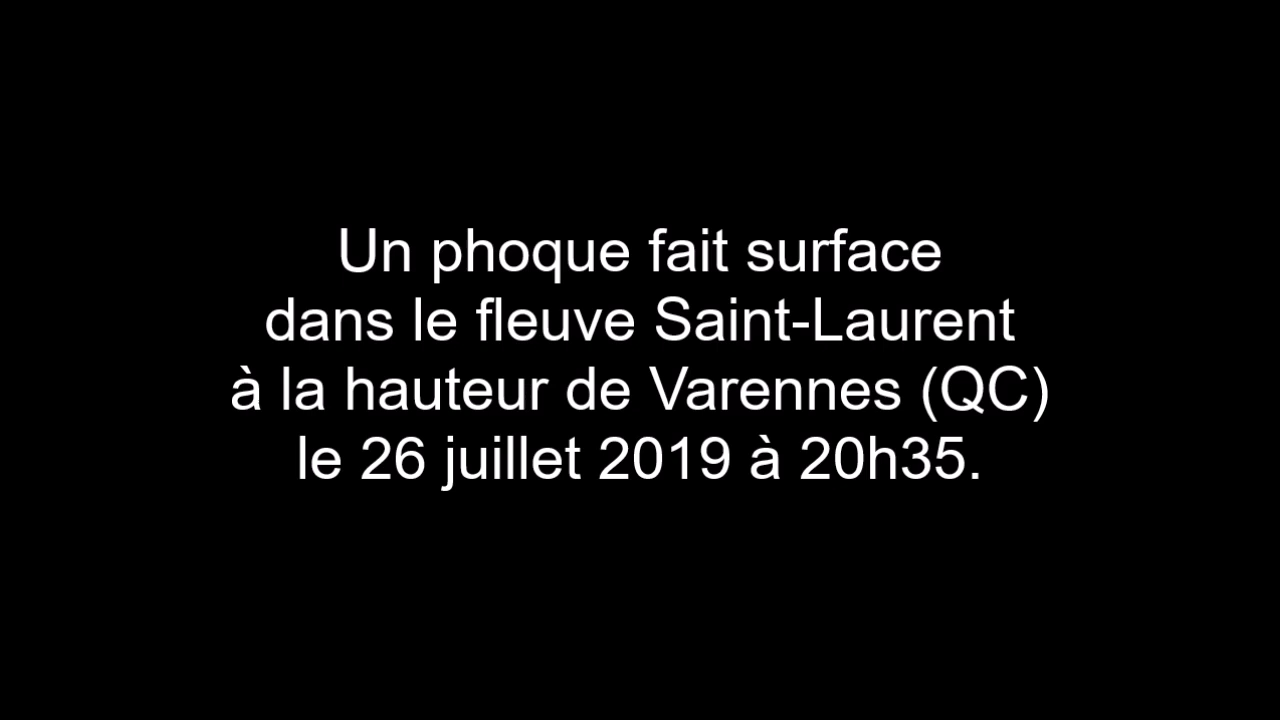 Un phoque fait surface
dans le fleuve Saint-Laurent
à la hauteur de Varennes (QC)
le 26 juillet 2019 à 20h35.